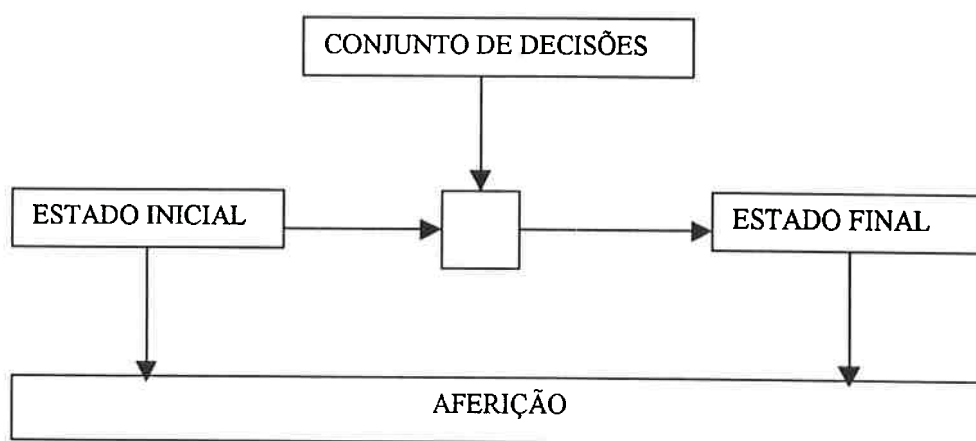 CONJUNTO DE DECISÕES
ESTADO INICIAL
ESTADO FINAL
AFERIÇÃO